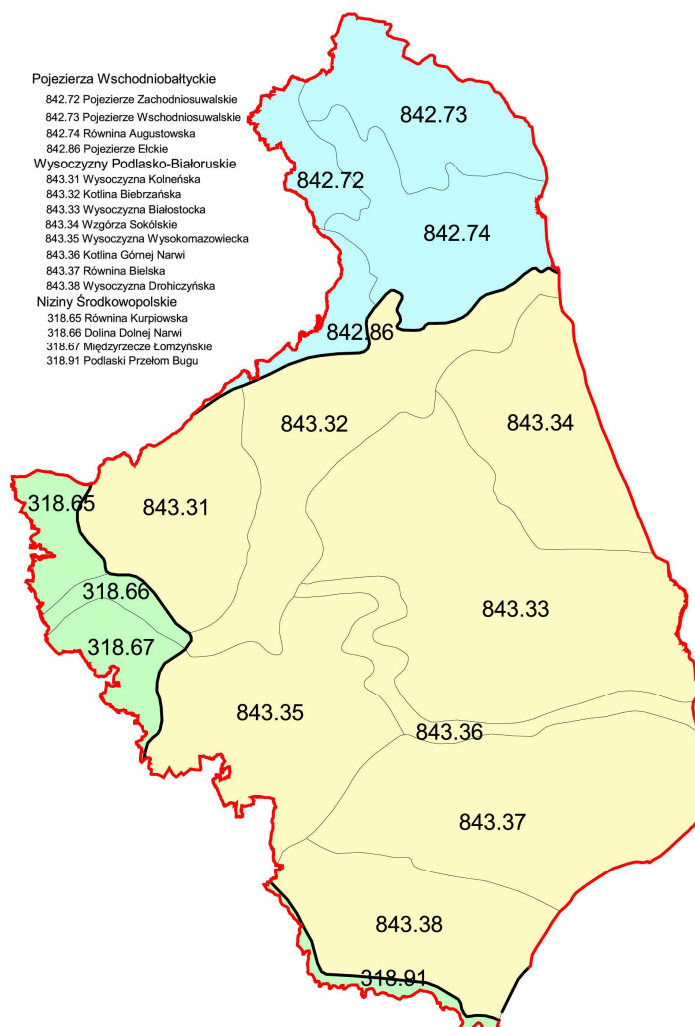 Pojezierza Wschodniobałtyckie
842.72 Pojezierze Zachodniosuwalskie
842.73 Pojezierze Wschodniosuwalskie
842.74 Równina Augustowska
842.86 Pojezierze Ełckie
Wysoczyzny Podlasko-Białoruskie
843.31 Wysoczyzna Kolneńska
843.32 Kotlina Biebrzańska
843.33 Wysoczyzna Białostocka
843.34 Wzgórza Sokólskie
843.35 Wysoczyzna Wysokomazowiecka
843.36 Kotlina Górnej Narwi
843.37 Równina Bielska
843.38 Wysoczyzna Drohiczyńska
Niziny Środkowopolskie
318.65 Równina Kurpiowska
318.66 Dolina Dolnej Narwi
318.67 Międzyrzecze Łomżyńskie
318.91 Podlaski Przełom Bugu
842.73
842.72
842.74
842.86
843.32
843.34
318.65
843.31
318.66
843.33
318.67
843.35
843.36
843.37
843.38
318.91